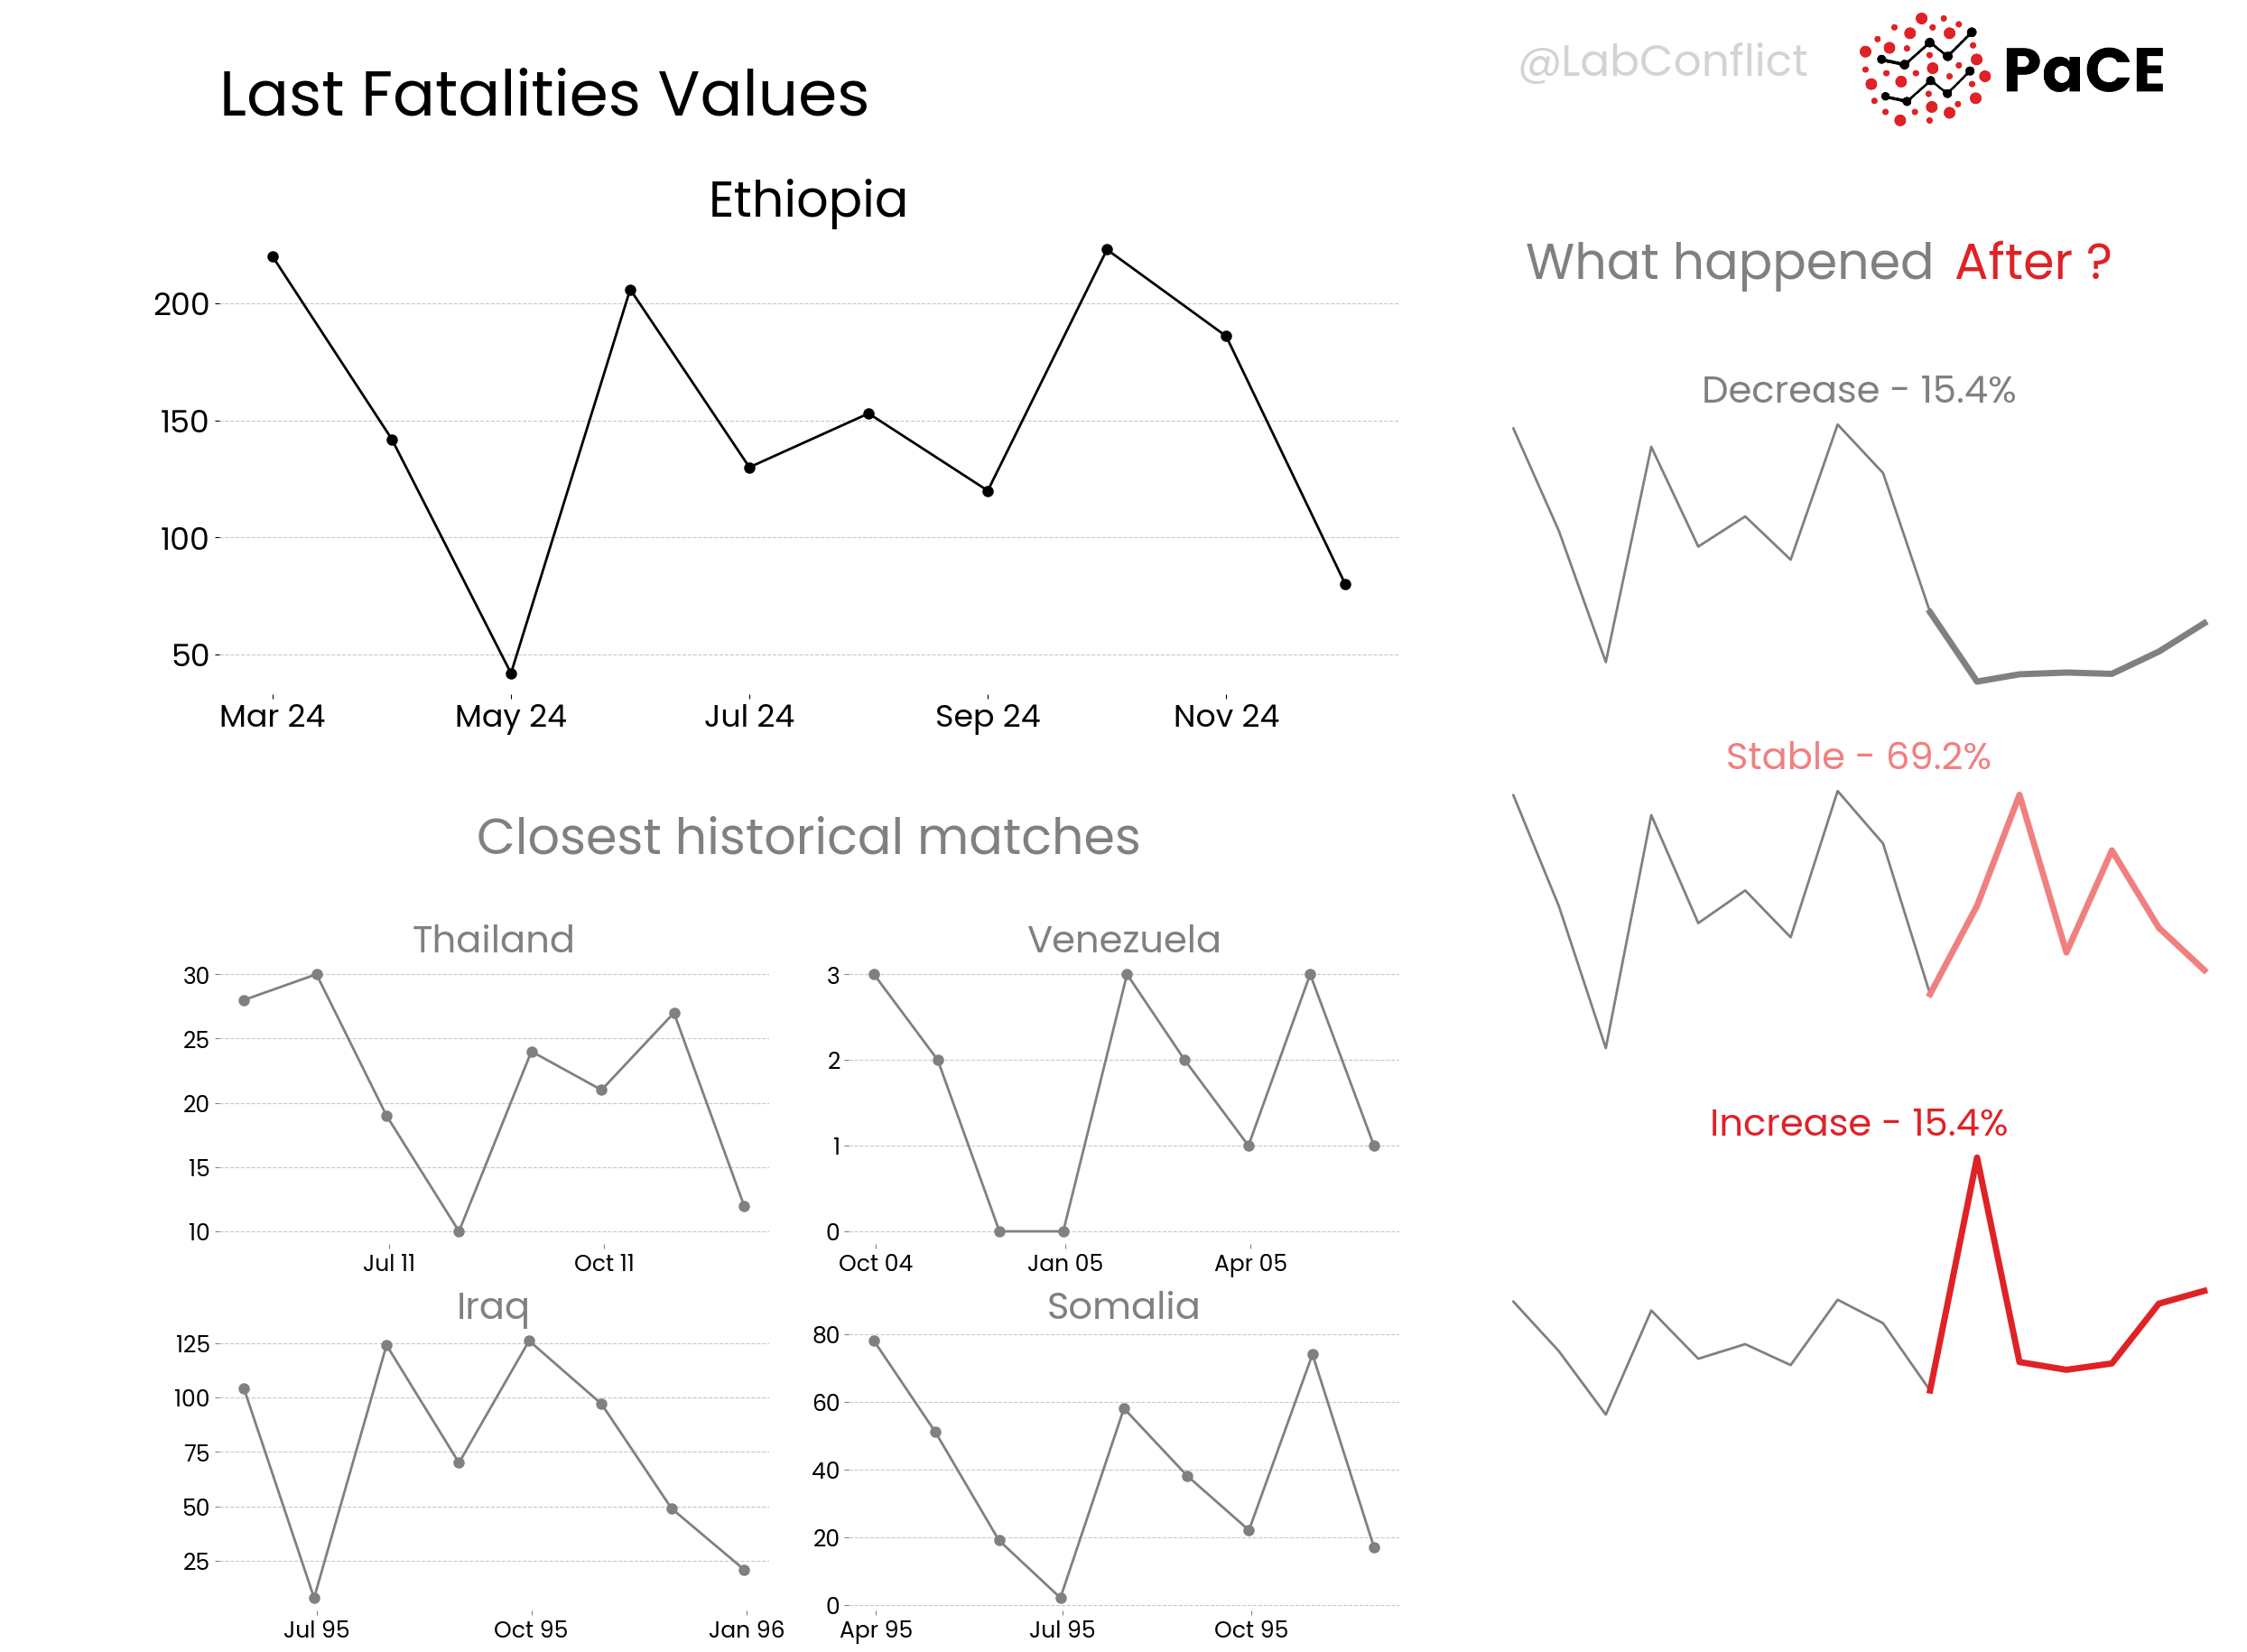 @LabConflict
PaCE
Last Fatalities Values
Ethiopia
200
150
100
50
Mar 24 May 24 Jul 24 Sep 24 Nov 24
What happened After ?
Decrease - 15.4%
Stable - 69.2%
Increase - 15.4%
Closest historical matches
Thailand
30
25
20
15
10
Jul 11 Oct 11
Venezuela
3
2
1
0
Oct 04 Jan 05 Apr 05
Iraq
125
100
75
50
25
Jul 95 Oct 95 Jan 96
Somalia
80
60
40
20
0
Apr 95 Jul 95 Oct 95